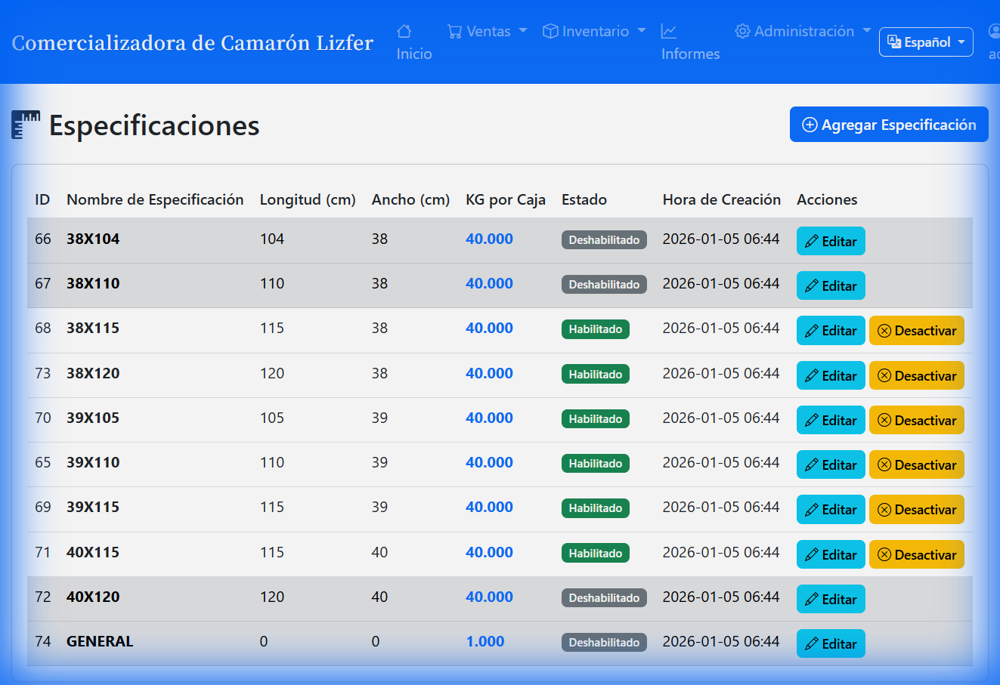 Comercializadora de Camarón Lizfer
Inicio
Ventas
Inventario
Informes
Administración
Español
Especificaciones
Agregar Especificación
ID Nombre de Especificación Longitud (cm) Ancho (cm) KG por Caja Estado Hora de Creación Acciones
66 38X104 104 38 40.000 Deshabilitado 2026-01-05 06:44 Editar
67 38X110 110 38 40.000 Deshabilitado 2026-01-05 06:44 Editar
68 38X115 115 38 40.000 Habilitado 2026-01-05 06:44 Editar Desactivar
73 38X120 120 38 40.000 Habilitado 2026-01-05 06:44 Editar Desactivar
70 39X105 105 39 40.000 Habilitado 2026-01-05 06:44 Editar Desactivar
65 39X110 110 39 40.000 Habilitado 2026-01-05 06:44 Editar Desactivar
69 39X115 115 39 40.000 Habilitado 2026-01-05 06:44 Editar Desactivar
71 40X115 115 40 40.000 Habilitado 2026-01-05 06:44 Editar Desactivar
72 40X120 120 40 40.000 Deshabilitado 2026-01-05 06:44 Editar
74 GENERAL 0 0 1.000 Deshabilitado 2026-01-05 06:44 Editar